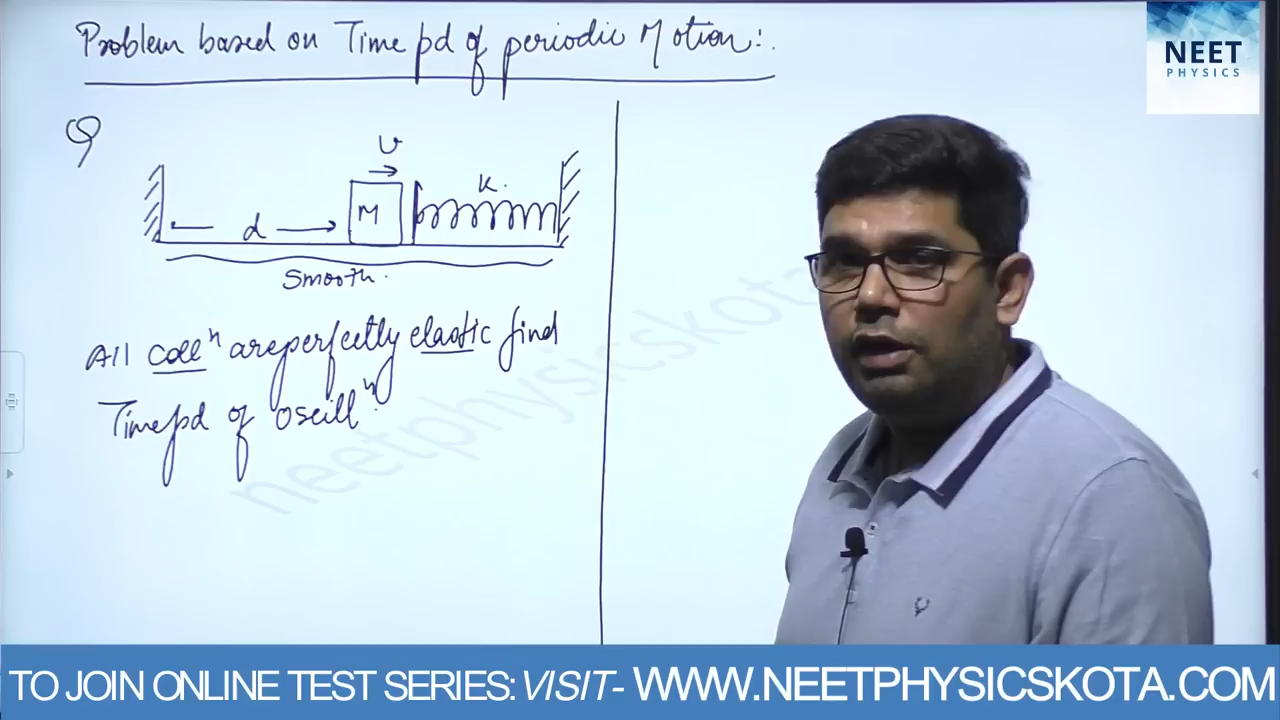 Problem based on Time pd of periodic Motion:.
NEET
PHYSICS
Q
v
M
K.
d
Smooth.
All collⁿ are perfectly elastic find
Time pd of oscillⁿ.
neetphysicskota
TO JOIN ONLINE TEST SERIES: VISIT- WWW.NEETPHYSICSKOTA.COM